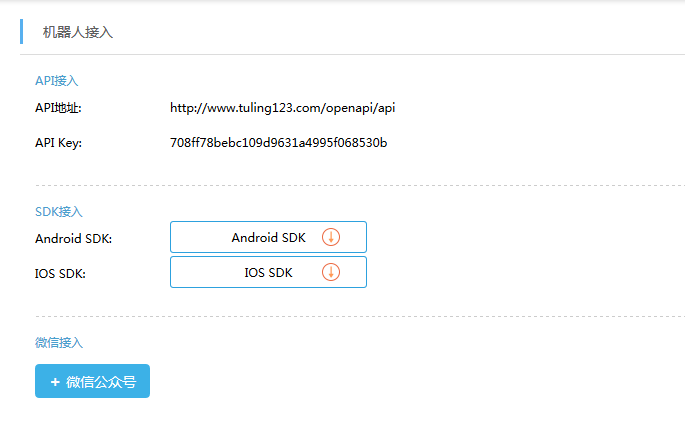 机器人接入
API接入
API地址: http://www.tuling123.com/openapi/api
API Key: 708ff78bebc109d9631a4995f068530b
SDK接入
Android SDK: Android SDK
IOS SDK: IOS SDK
微信接入
+ 微信公众号